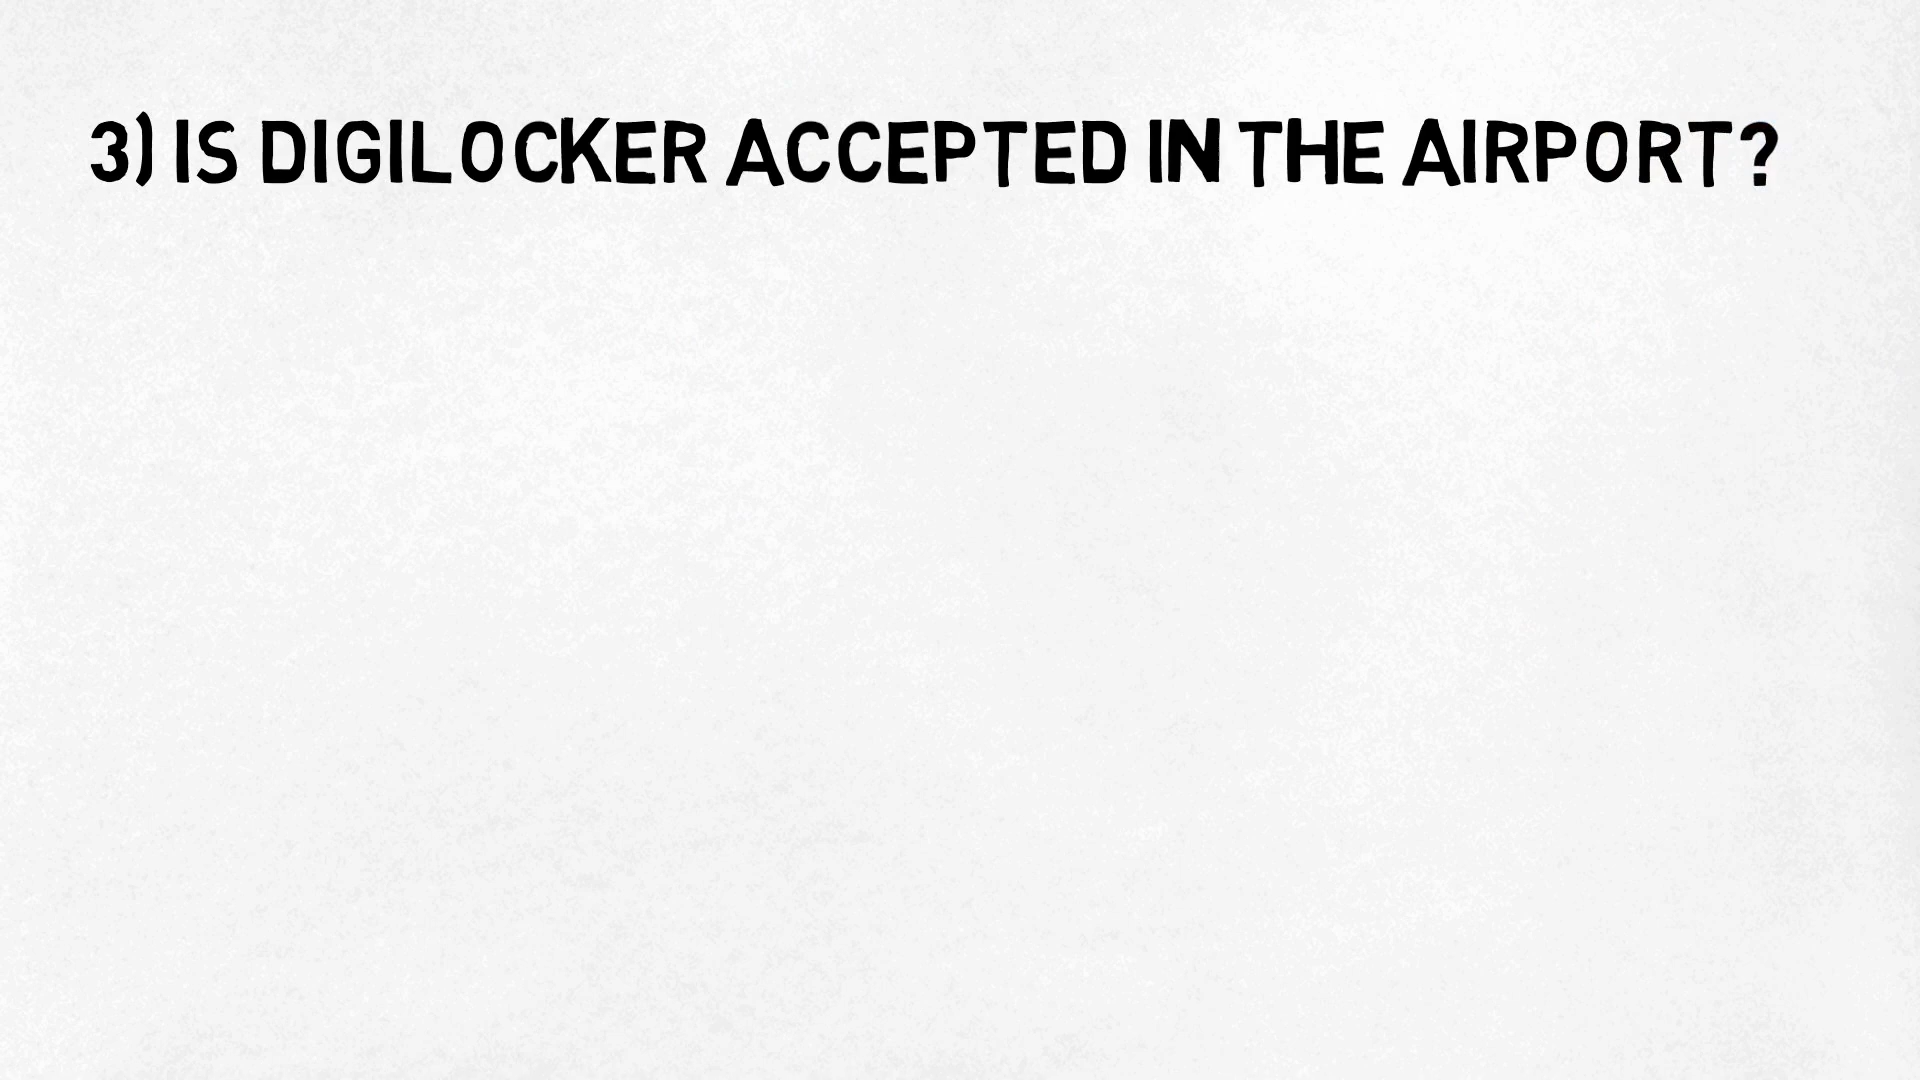 3) IS DIGILOCKER ACCEPTED IN THE AIRPORT?